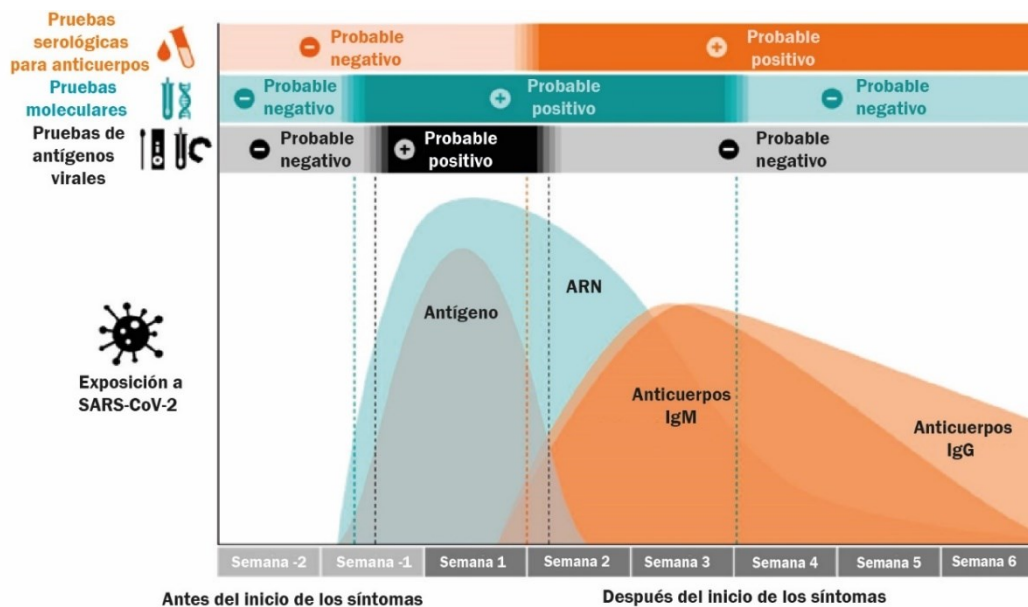 Pruebas
serológicas
para anticuerpos
Probable
negativo
Probable
positivo
Pruebas
moleculares
Probable
negativo
Probable
positivo
Probable
negativo
Pruebas de
antígenos
virales
Probable
negativo
Probable
positivo
Probable
negativo
ARN
Antígeno
Exposición a
SARS-CoV-2
Anticuerpos
IgM
Anticuerpos
IgG
Semana -2
Semana -1
Semana 1
Semana 2
Semana 3
Semana 4
Semana 5
Semana 6
Antes del inicio de los síntomas
Después del inicio de los síntomas